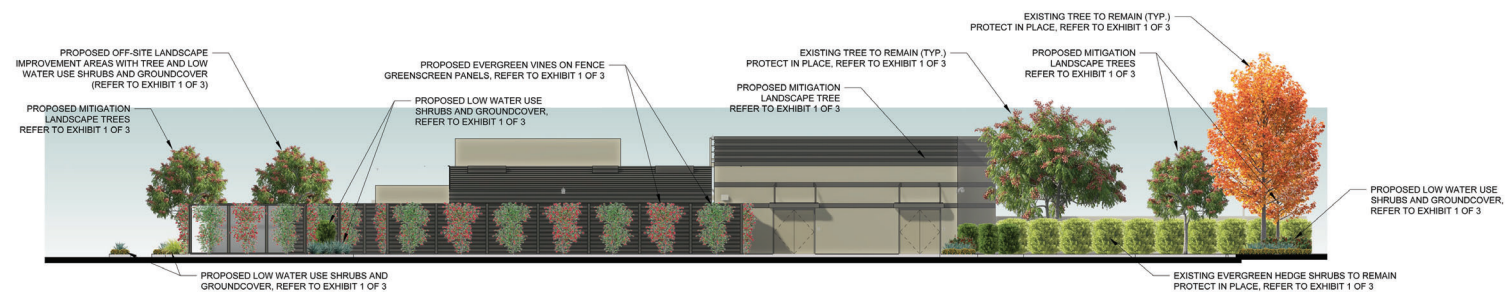 PROPOSED OFF-SITE LANDSCAPE
IMPROVEMENT AREAS WITH TREE AND LOW
WATER USE SHRUBS AND GROUNDCOVER
(REFER TO EXHIBIT 1 OF 3)
PROPOSED MITIGATION
LANDSCAPE TREES
REFER TO EXHIBIT 1 OF 3
PROPOSED EVERGREEN VINES ON FENCE
GREENSCREEN PANELS, REFER TO EXHIBIT 1 OF 3
PROPOSED LOW WATER USE
SHRUBS AND GROUNDCOVER,
REFER TO EXHIBIT 1 OF 3
EXISTING TREE TO REMAIN (TYP.)
PROTECT IN PLACE, REFER TO EXHIBIT 1 OF 3
PROPOSED MITIGATION
LANDSCAPE TREE
REFER TO EXHIBIT 1 OF 3
EXISTING TREE TO REMAIN (TYP.)
PROTECT IN PLACE, REFER TO EXHIBIT 1 OF 3
PROPOSED MITIGATION
LANDSCAPE TREES
REFER TO EXHIBIT 1 OF 3
PROPOSED LOW WATER USE
SHRUBS AND GROUNDCOVER,
REFER TO EXHIBIT 1 OF 3
PROPOSED LOW WATER USE SHRUBS AND
GROUNDCOVER, REFER TO EXHIBIT 1 OF 3
EXISTING EVERGREEN HEDGE SHRUBS TO REMAIN
PROTECT IN PLACE, REFER TO EXHIBIT 1 OF 3